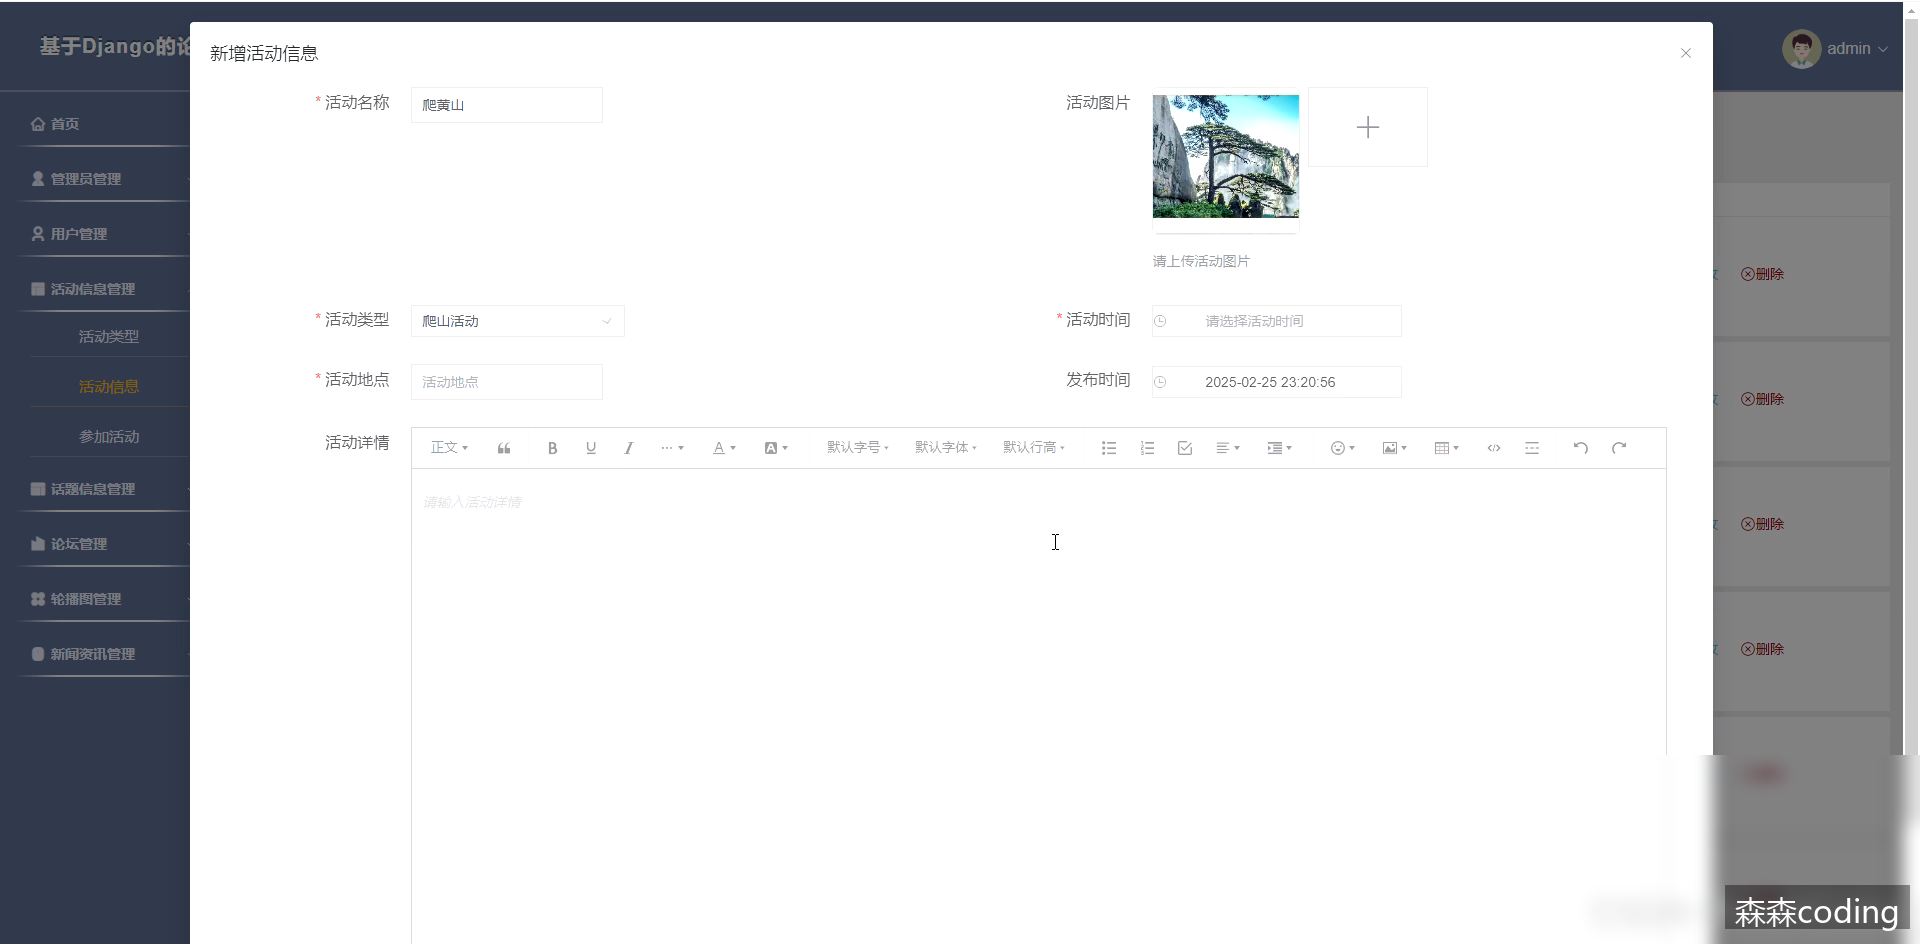 基于Django的论
admin
新增活动信息
首页
管理员管理
用户管理
活动信息管理
活动类型
活动信息
参加活动
话题信息管理
论坛管理
轮播图管理
新闻资讯管理
* 活动名称
爬黄山
活动图片
请上传活动图片
* 活动类型
爬山活动
* 活动时间
请选择活动时间
* 活动地点
活动地点
发布时间
2025-02-25 23:20:56
活动详情
正文 B U I ··· A A 默认字号 默认字体 默认行高
请输入活动详情
删除
删除
删除
删除
森森coding